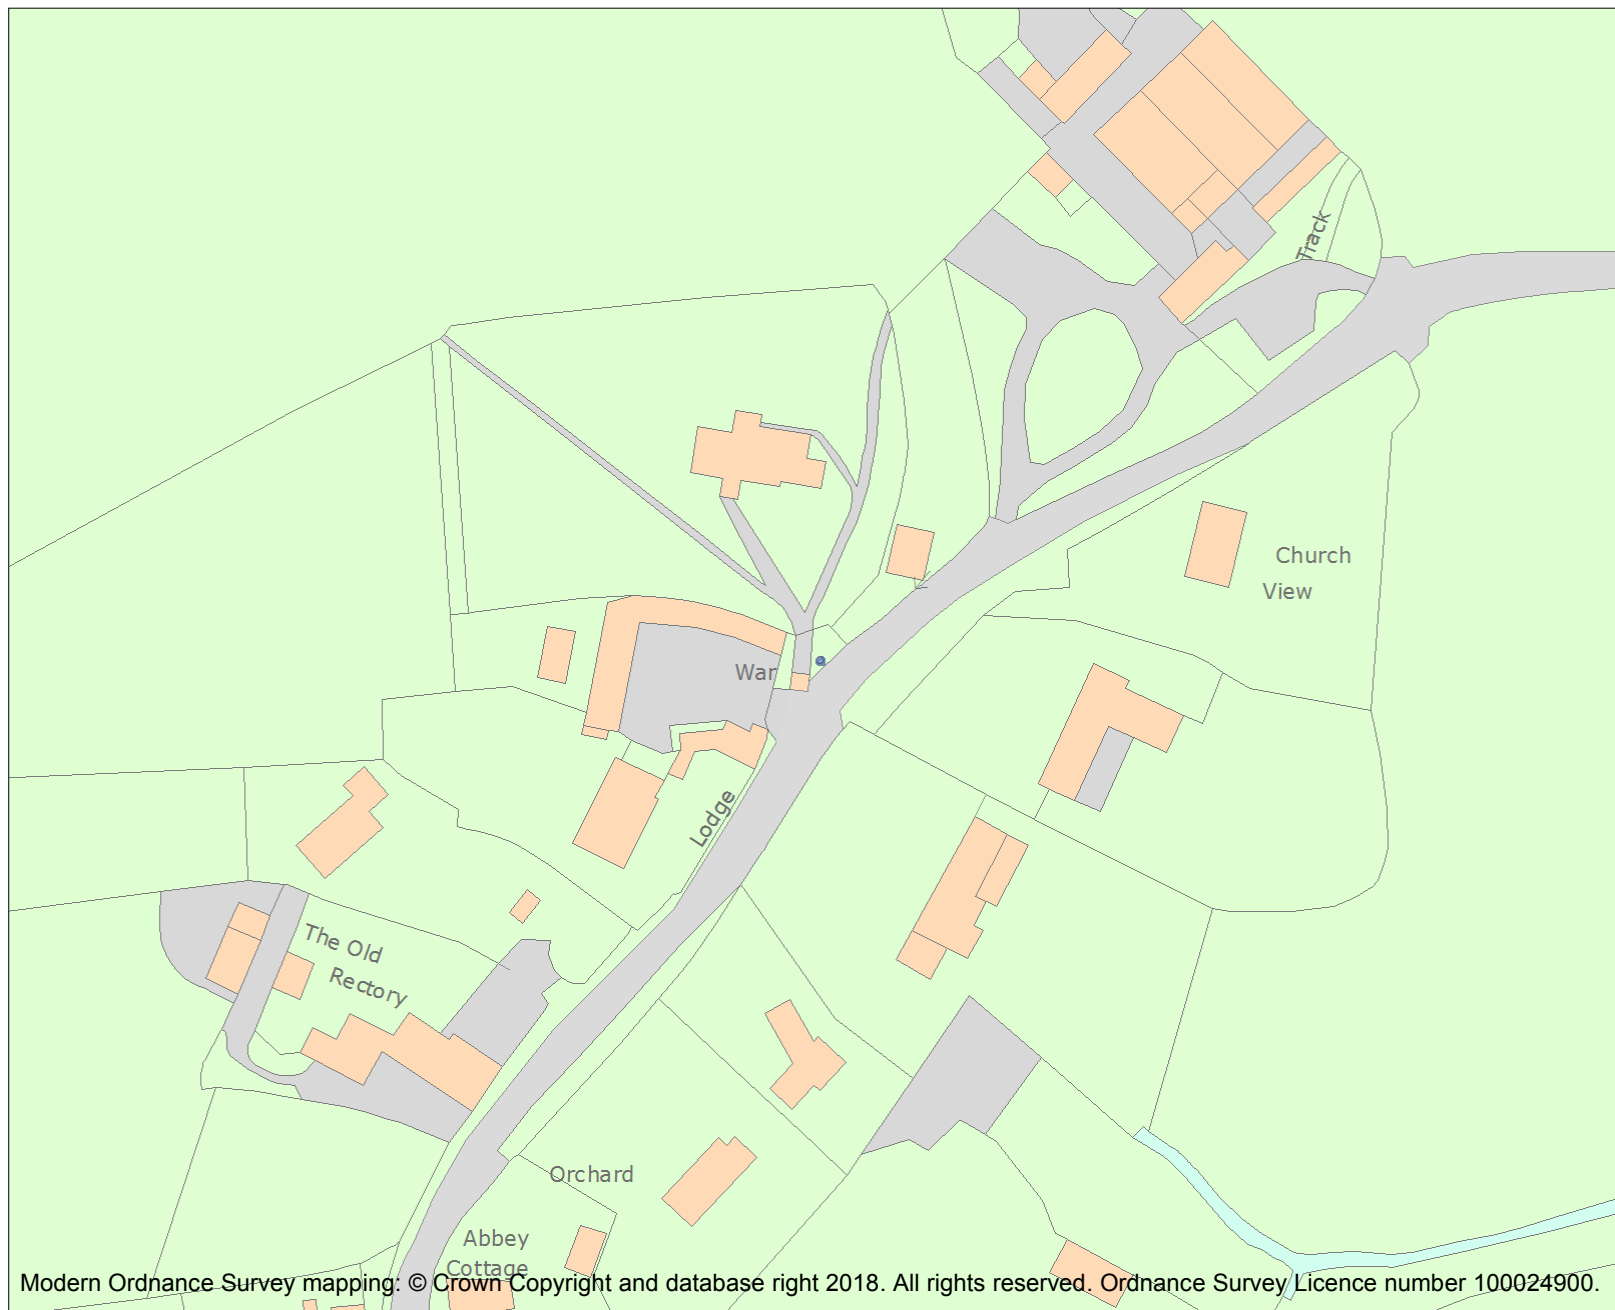 Track
Church
View
War
Lodge
The Old
Rectory
Orchard
Abbey
Cottage
Modern Ordnance Survey mapping: © Crown Copyright and database right 2018. All rights reserved. Ordnance Survey Licence number 100024900.